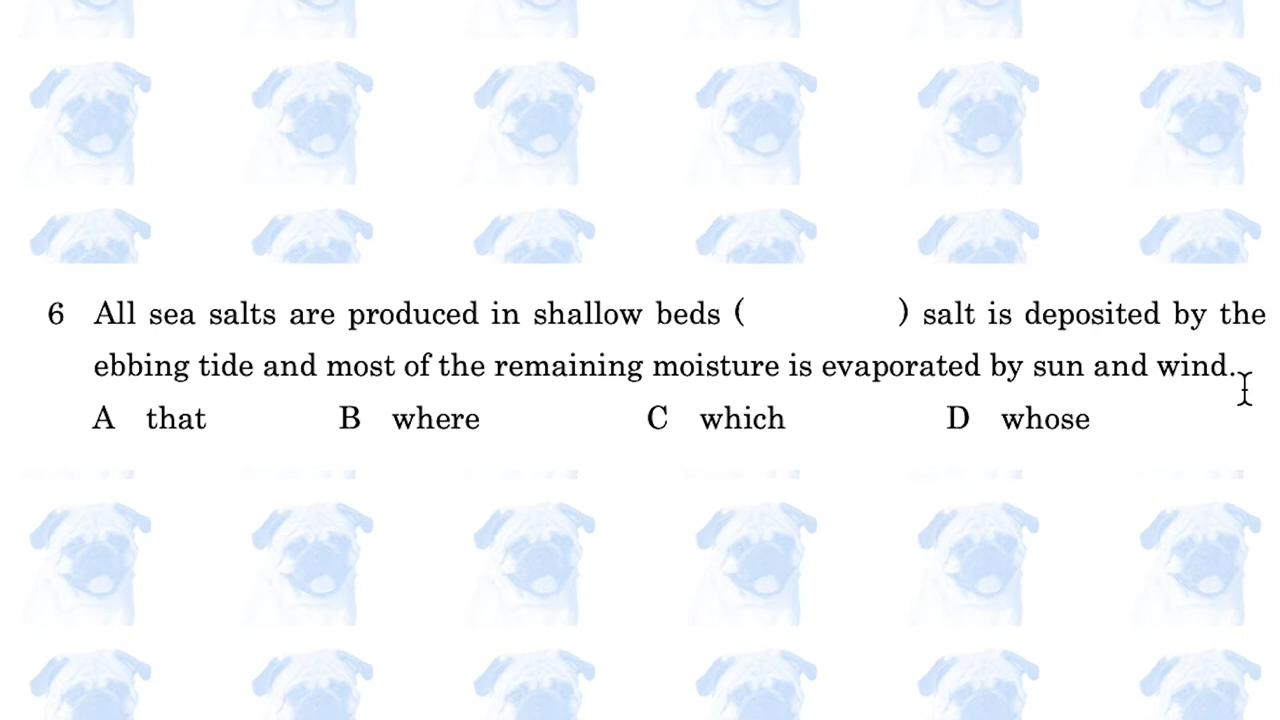 6 All sea salts are produced in shallow beds ( ) salt is deposited by the
ebbing tide and most of the remaining moisture is evaporated by sun and wind.
A that B where C which D whose